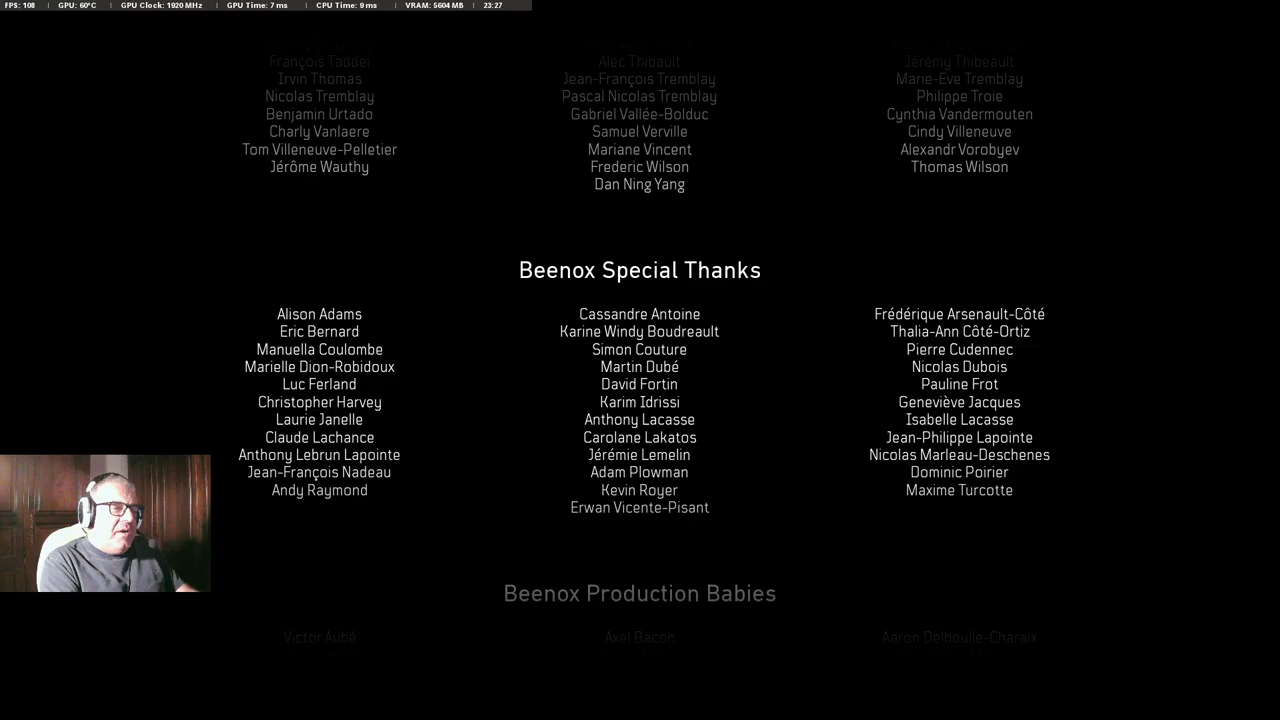 FPS: 108 | GPU: 60°C | GPU Clock: 1920 MHz | GPU Time: 7 ms | CPU Time: 9 ms | VRAM: 5604 MB | 23:27
François Taddei Alec Thibault Jérémy Thibeault
Irvin Thomas Jean-François Tremblay Marie-Eve Tremblay
Nicolas Tremblay Pascal Nicolas Tremblay Philippe Troie
Benjamin Urtado Gabriel Vallée-Bolduc Cynthia Vandermouten
Charly Vanlaere Samuel Verville Cindy Villeneuve
Tom Villeneuve-Pelletier Mariane Vincent Alexandr Vorobyev
Jérôme Wauthy Frederic Wilson Thomas Wilson
Dan Ning Yang
Beenox Special Thanks
Alison Adams Cassandre Antoine Frédérique Arsenault-Côté
Eric Bernard Karine Windy Boudreault Thalia-Ann Côté-Ortiz
Manuella Coulombe Simon Couture Pierre Cudennec
Marielle Dion-Robidoux Martin Dubé Nicolas Dubois
Luc Ferland David Fortin Pauline Frot
Christopher Harvey Karim Idrissi Geneviève Jacques
Laurie Janelle Anthony Lacasse Isabelle Lacasse
Claude Lachance Carolane Lakatos Jean-Philippe Lapointe
Anthony Lebrun Lapointe Jérémie Lemelin Nicolas Marleau-Deschenes
Jean-François Nadeau Adam Plowman Dominic Poirier
Andy Raymond Kevin Royer Maxime Turcotte
Erwan Vicente-Pisant
Beenox Production Babies
Victor Aubé Axel Bacon Aaron Delboulle-Charaix